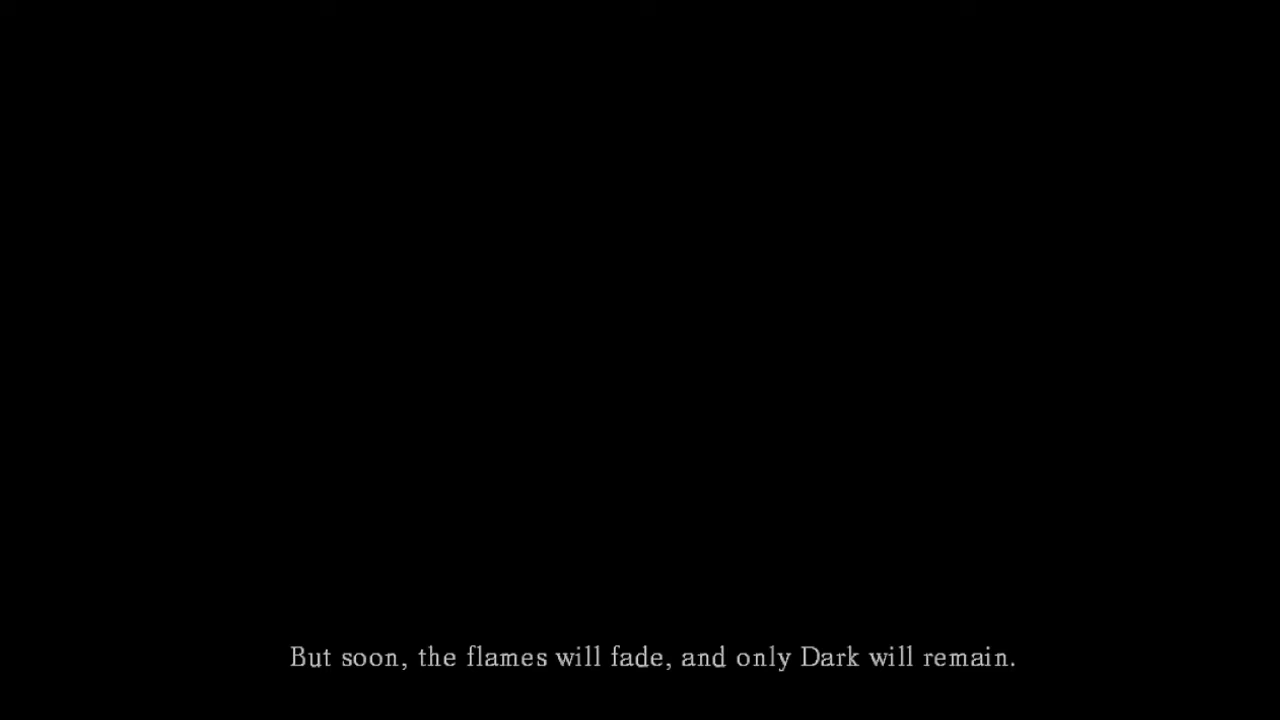 But soon, the flames will fade, and only Dark will remain.